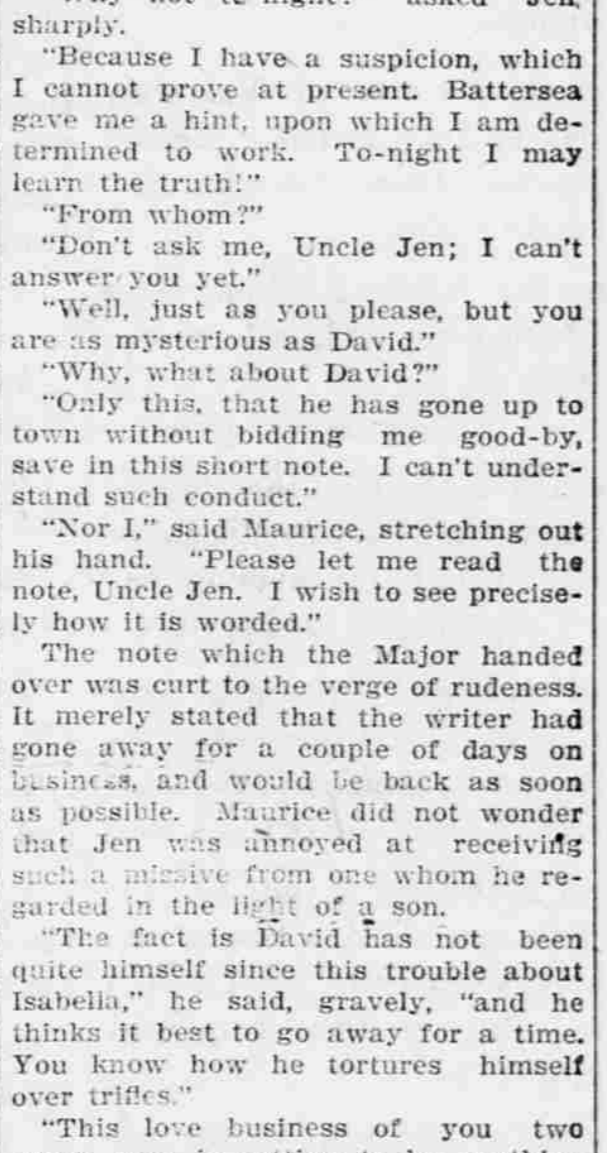 asked Jen,
sharply.
"Because I have a suspicion, which
I cannot prove at present. Battersea
gave me a hint, upon which I am de-
termined to work. To-night I may
learn the truth!"
"From whom?"
"Don't ask me, Uncle Jen; I can't
answer you yet."
"Well, just as you please, but you
are as mysterious as David."
"Why, what about David?"
"Only this, that he has gone up to
town without bidding me good-by,
save in this short note. I can't under-
stand such conduct."
"Nor I," said Maurice, stretching out
his hand. "Please let me read the
note, Uncle Jen. I wish to see precise-
ly how it is worded."
The note which the Major handed
over was curt to the verge of rudeness.
It merely stated that the writer had
gone away for a couple of days on
business, and would be back as soon
as possible. Maurice did not wonder
that Jen was annoyed at receiving
such a missive from one whom he re-
garded in the light of a son.
"The fact is David has not been
quite himself since this trouble about
Isabella," he said, gravely, "and he
thinks it best to go away for a time.
You know how he tortures himself
over trifles."
"This love business of you two